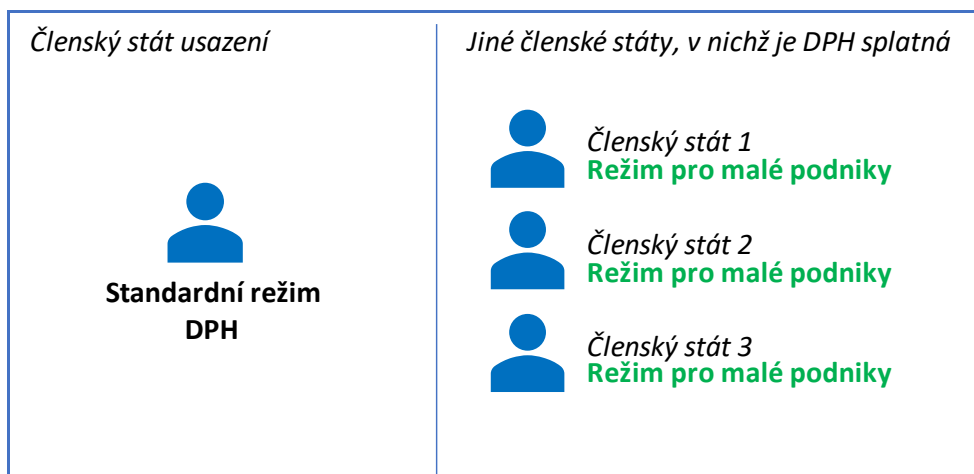 Členský stát usazení
Standardní režim
DPH
Jiné členské státy, v nichž je DPH splatná
Členský stát 1
Režim pro malé podniky
Členský stát 2
Režim pro malé podniky
Členský stát 3
Režim pro malé podniky